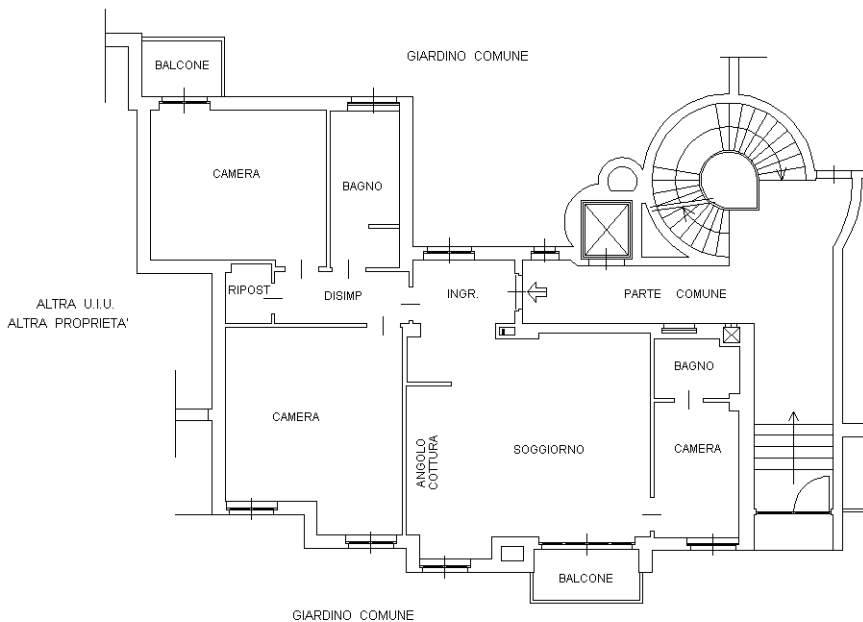 GIARDINO COMUNE
BALCONE
CAMERA
BAGNO
RIPOST
DISIMP
INGR.
PARTE COMUNE
ALTRA U.I.U.
ALTRA PROPRIETA'
BAGNO
CAMERA
ANGOLO
COTTURA
SOGGIORNO
CAMERA
BALCONE
GIARDINO COMUNE